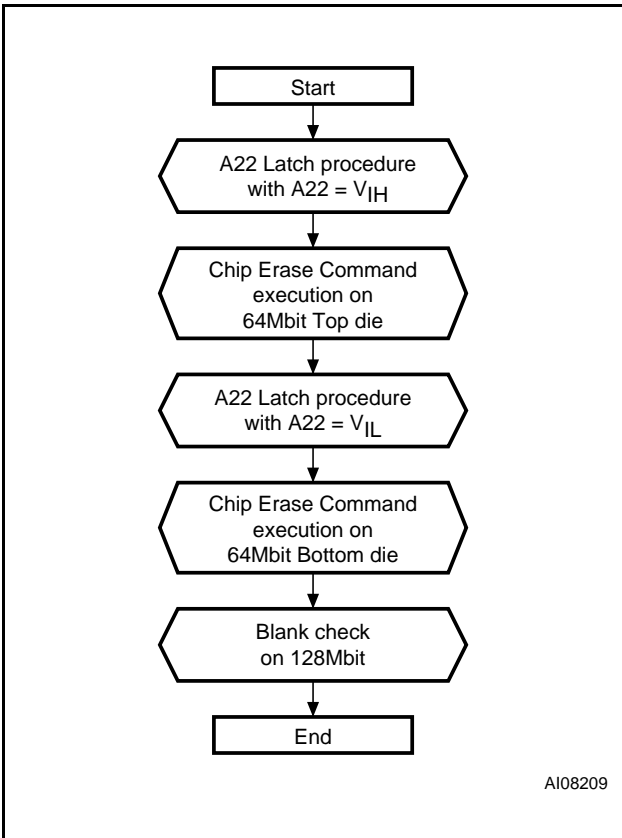 Start
A22 Latch procedure
with A22 = VIH
Chip Erase Command
execution on
64Mbit Top die
A22 Latch procedure
with A22 = VIL
Chip Erase Command
execution on
64Mbit Bottom die
Blank check
on 128Mbit
End
AI08209